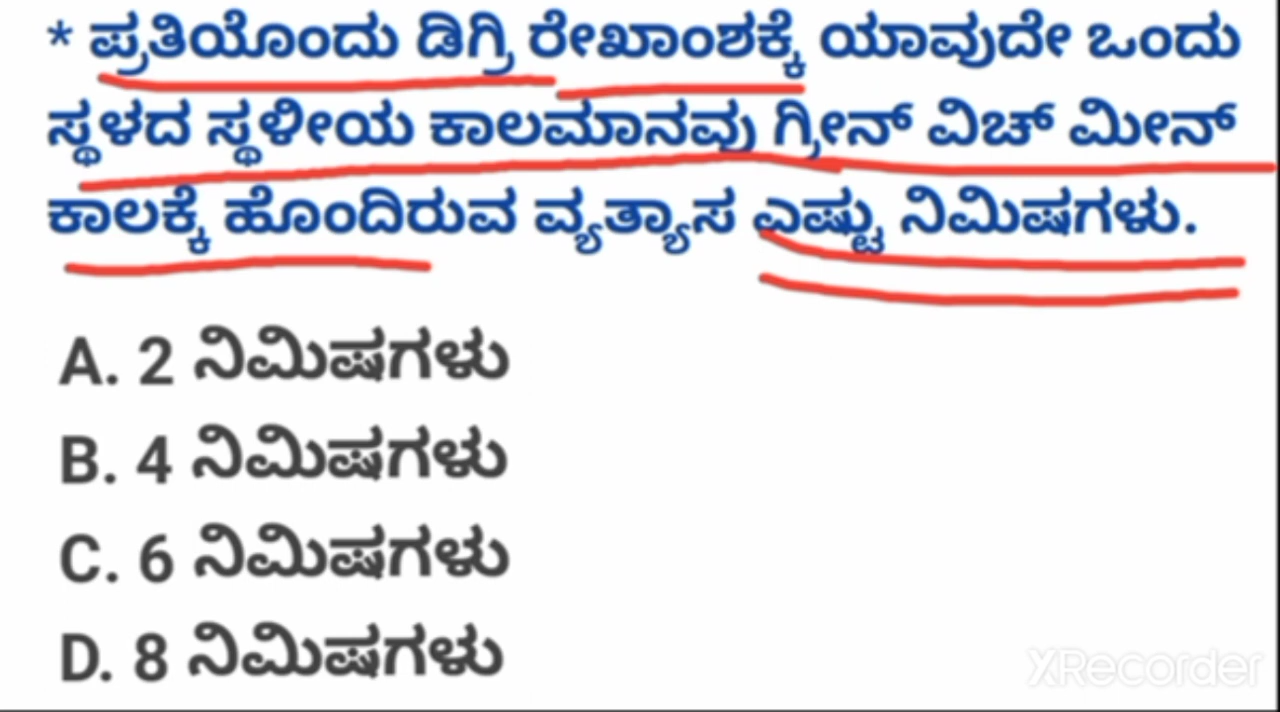 * ಪ್ರತಿಯೊಂದು ಡಿಗ್ರಿ ರೇಖಾಂಶಕ್ಕೆ ಯಾವುದೇ ಒಂದು
ಸ್ಥಳದ ಸ್ಥಳೀಯ ಕಾಲಮಾನವು ಗ್ರೀನ್ ವಿಚ್ ಮೀನ್
ಕಾಲಕ್ಕೆ ಹೊಂದಿರುವ ವ್ಯತ್ಯಾಸ ಎಷ್ಟು ನಿಮಿಷಗಳು.
A. 2 ನಿಮಿಷಗಳು
B. 4 ನಿಮಿಷಗಳು
C. 6 ನಿಮಿಷಗಳು
D. 8 ನಿಮಿಷಗಳು
XRecorder